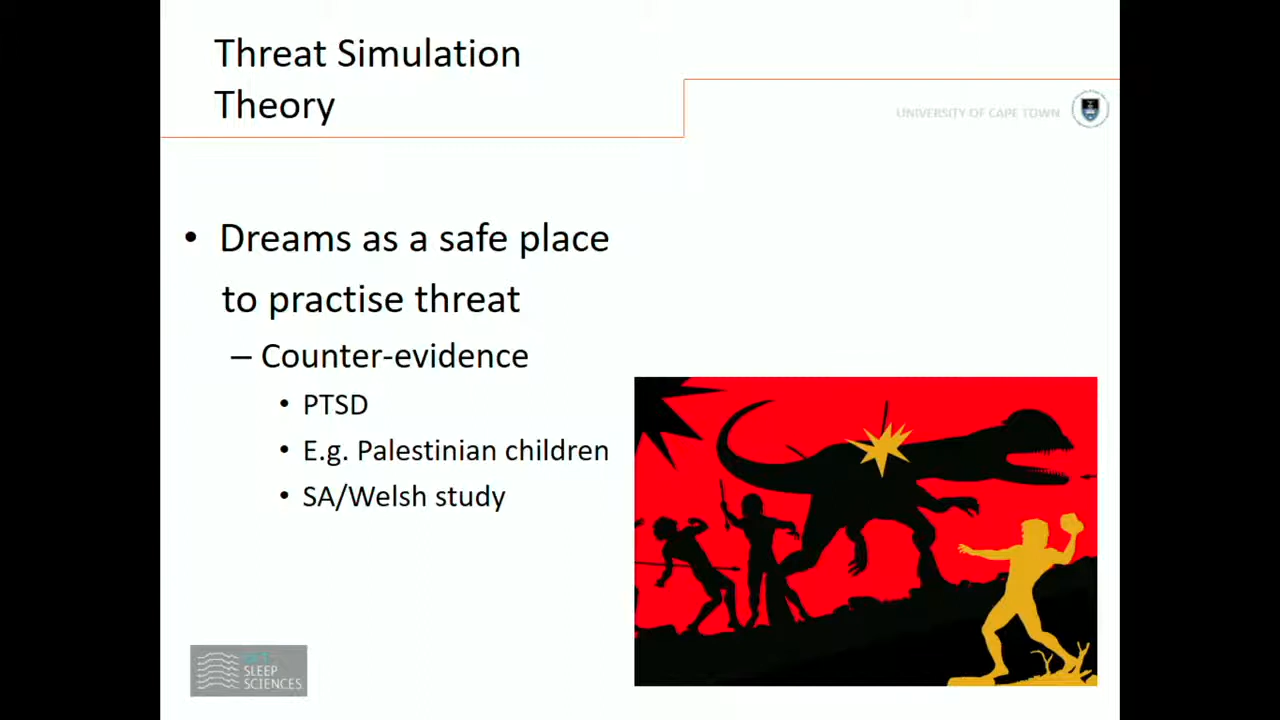 Threat Simulation
Theory
UNIVERSITY OF CAPE TOWN
• Dreams as a safe place
to practise threat
– Counter-evidence
• PTSD
• E.g. Palestinian children
• SA/Welsh study
SLEEP
SCIENCES